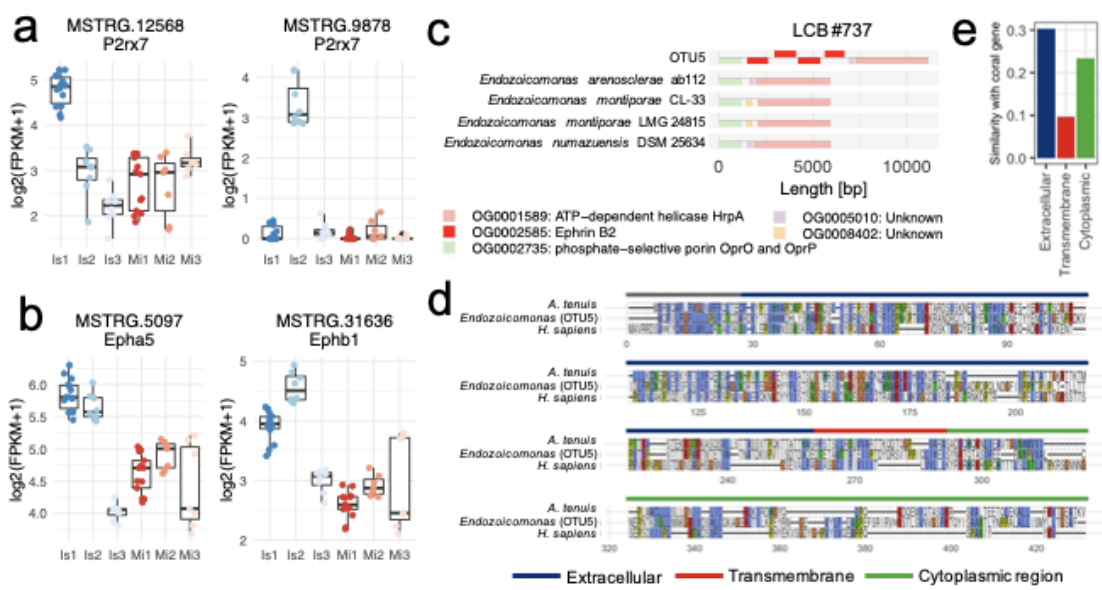 a
MSTRG.12568
P2rx7
log2(FPKM+1)
5
4
3
2
Is1 Is2 Is3 Mi1 Mi2 Mi3
MSTRG.9878
P2rx7
log2(FPKM+1)
4
3
2
1
0
Is1 Is2 Is3 Mi1 Mi2 Mi3
b
MSTRG.5097
Epha5
log2(FPKM+1)
6.0
5.5
5.0
4.5
4.0
Is1 Is2 Is3 Mi1 Mi2 Mi3
MSTRG.31636
Ephb1
log2(FPKM+1)
5
4
3
2
Is1 Is2 Is3 Mi1 Mi2 Mi3
c
LCB #737
OTU5
Endozoicomonas arenosclerae ab112
Endozoicomonas montiporae CL-33
Endozoicomonas montiporae LMG 24815
Endozoicomonas numazuensis DSM 25634
0 5000 10000
Length [bp]
OG0001589: ATP-dependent helicase HrpA
OG0002585: Ephrin B2
OG0002735: phosphate-selective porin OprO and OprP
OG0005010: Unknown
OG0008402: Unknown
e
Similarity with coral gene
0.3
0.2
0.1
0.0
Extracellular
Transmembrane
Cytoplasmic
d
A. tenuis
Endozoicomonas (OTU5)
H. sapiens
0 30 60 90
A. tenuis
Endozoicomonas (OTU5)
H. sapiens
125 150 175 200
A. tenuis
Endozoicomonas (OTU5)
H. sapiens
240 270 300
A. tenuis
Endozoicomonas (OTU5)
H. sapiens
320 340 360 380 400 420
Extracellular Transmembrane Cytoplasmic region